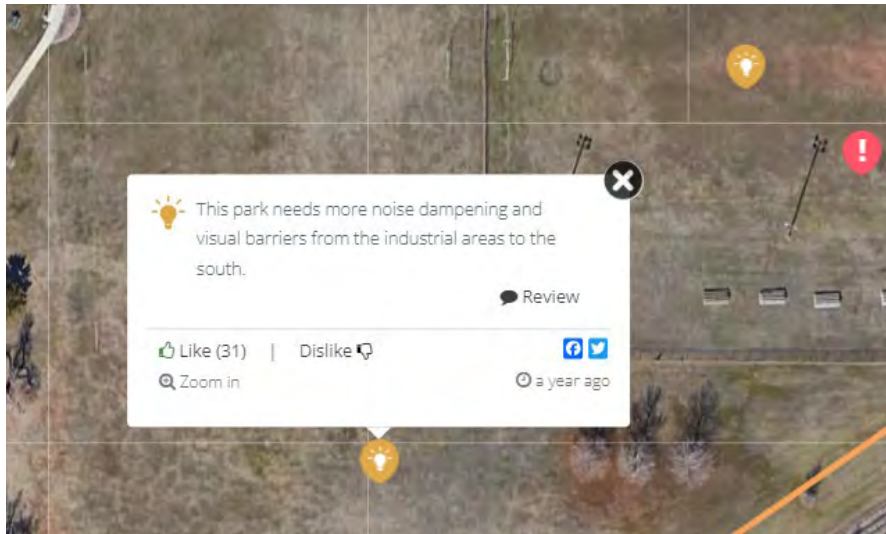 This park needs more noise dampening and
visual barriers from the industrial areas to the
south.
Review
Like (31) | Dislike
Zoom in
a year ago